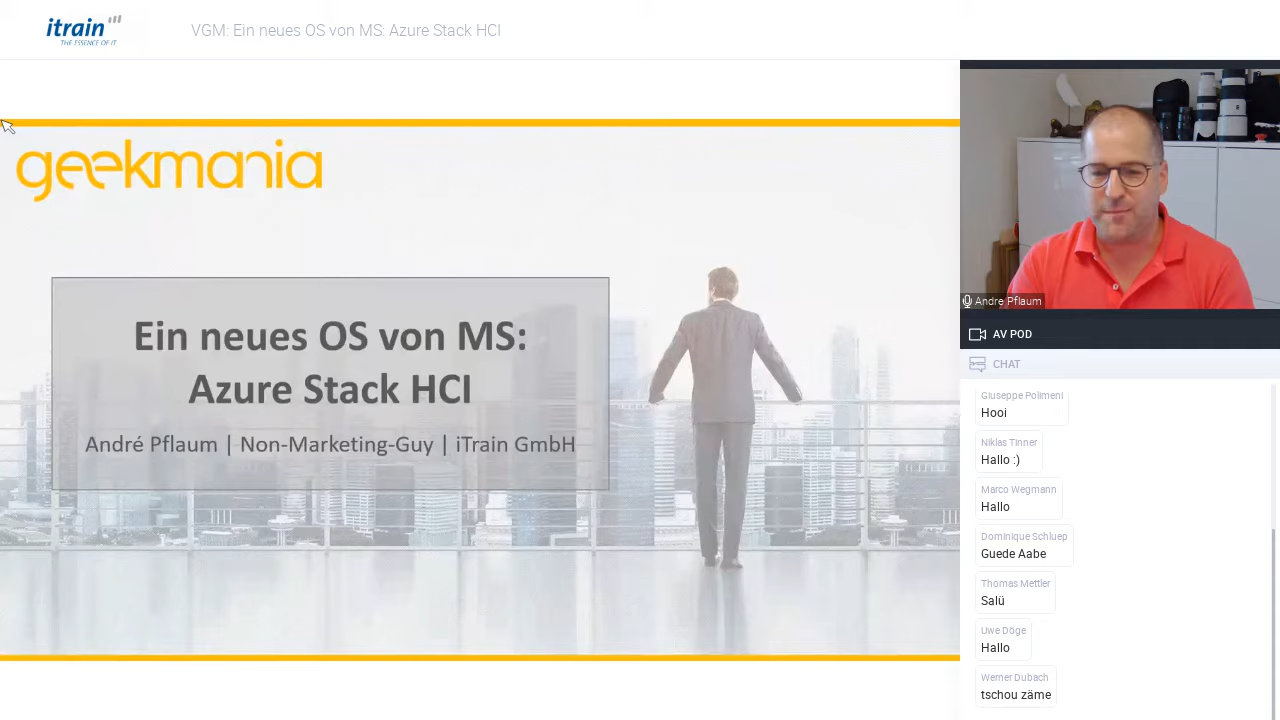 itrain
THE ESSENCE OF IT
VGM: Ein neues OS von MS: Azure Stack HCI
geekmania
Ein neues OS von MS:
Azure Stack HCI
André Pflaum | Non-Marketing-Guy | iTrain GmbH
Andre Pflaum
AV POD
CHAT
Giuseppe Polimeni
Hooi
Niklas Tinner
Hallo :)
Marco Wegmann
Hallo
Dominique Schluep
Guede Aabe
Thomas Mettler
Salü
Uwe Döge
Hallo
Werner Dubach
tschou zäme